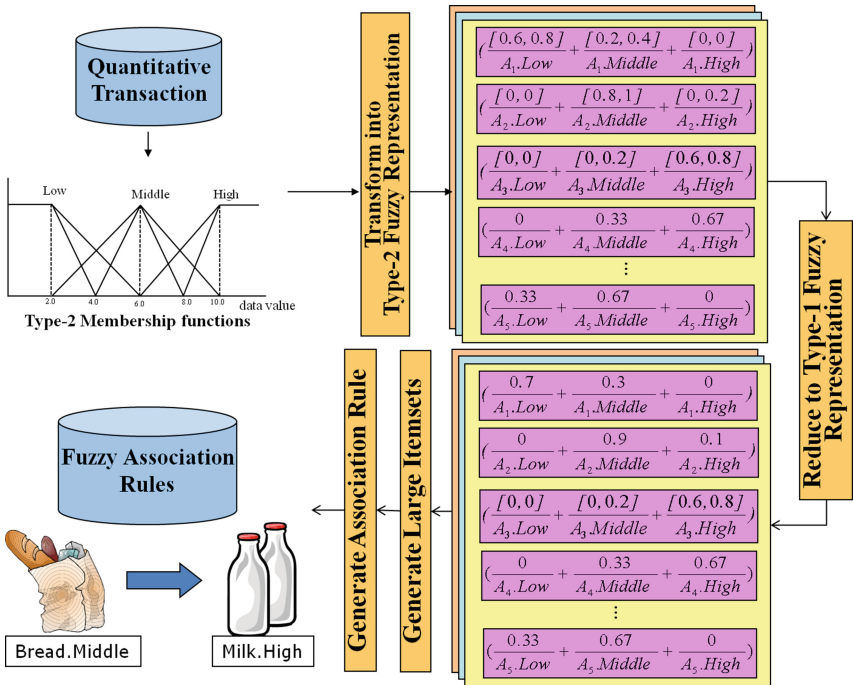 Quantitative
Transaction
Low
Middle
High
2.0
4.0
6.0
8.0
10.0
data value
Type-2 Membership functions
Transform into
Type-2 Fuzzy Representation
([0.6, 0.8]/A₁.Low + [0.2, 0.4]/A₁.Middle + [0, 0]/A₁.High)
([0, 0]/A₂.Low + [0.8, 1]/A₂.Middle + [0, 0.2]/A₂.High)
([0, 0]/A₃.Low + [0, 0.2]/A₃.Middle + [0.6, 0.8]/A₃.High)
(0/A₄.Low + 0.33/A₄.Middle + 0.67/A₄.High)
⋮
(0.33/A₅.Low + 0.67/A₅.Middle + 0/A₅.High)
Reduce to Type-1 Fuzzy
Representation
(0.7/A₁.Low + 0.3/A₁.Middle + 0/A₁.High)
(0/A₂.Low + 0.9/A₂.Middle + 0.1/A₂.High)
([0, 0]/A₃.Low + [0, 0.2]/A₃.Middle + [0.6, 0.8]/A₃.High)
(0/A₄.Low + 0.33/A₄.Middle + 0.67/A₄.High)
⋮
(0.33/A₅.Low + 0.67/A₅.Middle + 0/A₅.High)
Generate Large Itemsets
Generate Association Rule
Fuzzy Association
Rules
Bread.Middle
Milk.High